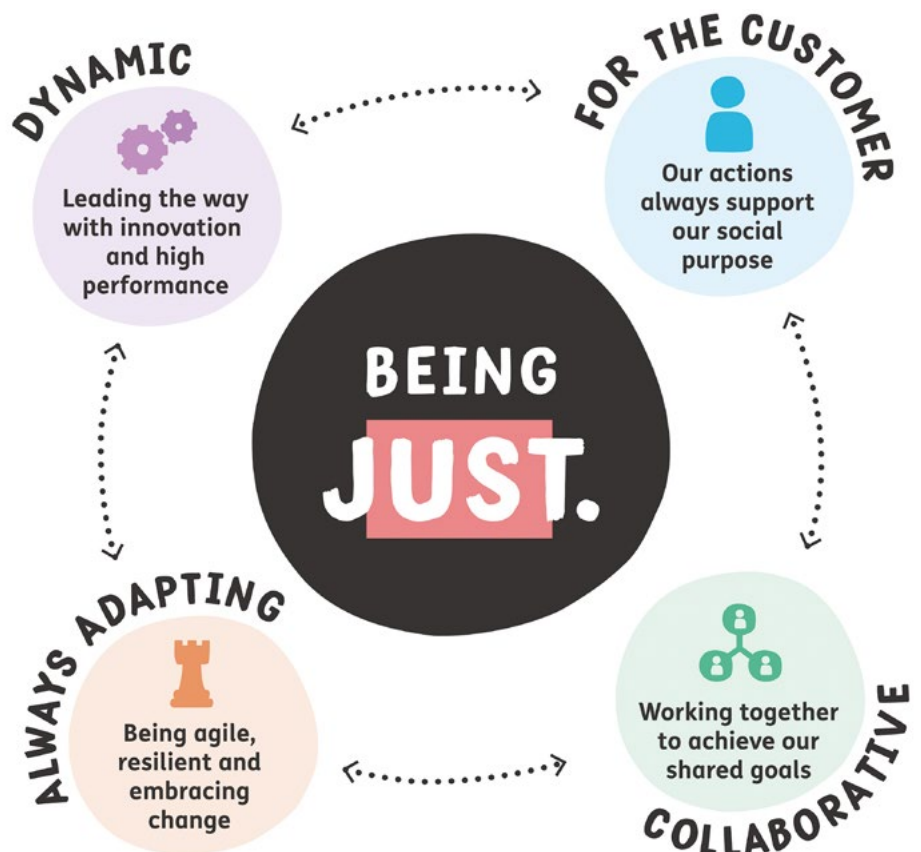 DYNAMIC
Leading the way
with innovation
and high
performance
FOR THE CUSTOMER
Our actions
always support
our social
purpose
BEING
JUST.
ALWAYS ADAPTING
Being agile,
resilient and
embracing
change
Working together
to achieve our
shared goals
COLLABORATIVE